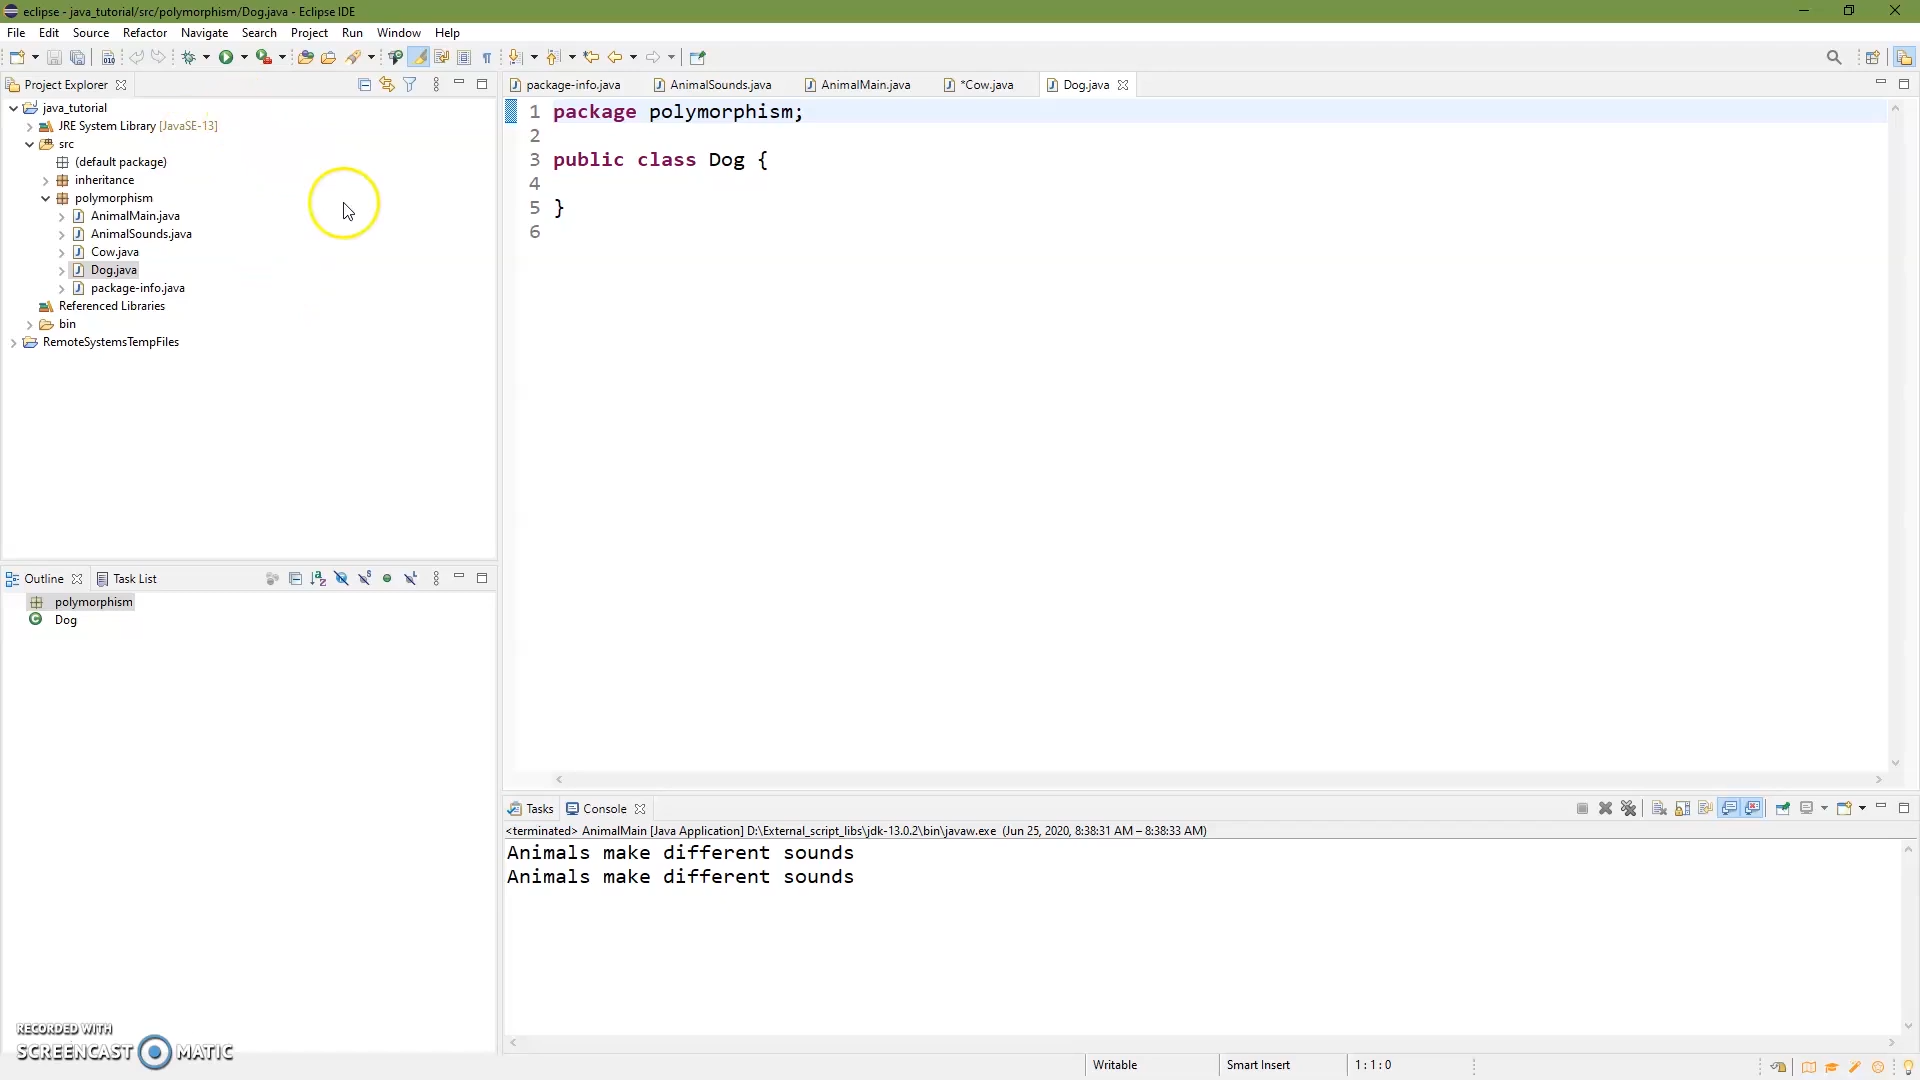 eclipse - java_tutorial/src/polymorphism/Dog.java - Eclipse IDE
File Edit Source Refactor Navigate Search Project Run Window Help
Project Explorer
package-info.java AnimalSounds.java AnimalMain.java *Cow.java Dog.java
java_tutorial
JRE System Library [JavaSE-13]
src
(default package)
inheritance
polymorphism
AnimalMain.java
AnimalSounds.java
Cow.java
Dog.java
package-info.java
Referenced Libraries
bin
RemoteSystemsTempFiles
1 package polymorphism;
2
3 public class Dog {
4
5 }
6
Outline Task List
polymorphism
Dog
Tasks Console
<terminated> AnimalMain [Java Application] D:\External_script_libs\jdk-13.0.2\bin\javaw.exe (Jun 25, 2020, 8:38:31 AM – 8:38:33 AM)
Animals make different sounds
Animals make different sounds
RECORDED WITH
SCREENCAST MATIC
Writable Smart Insert 1:1:0